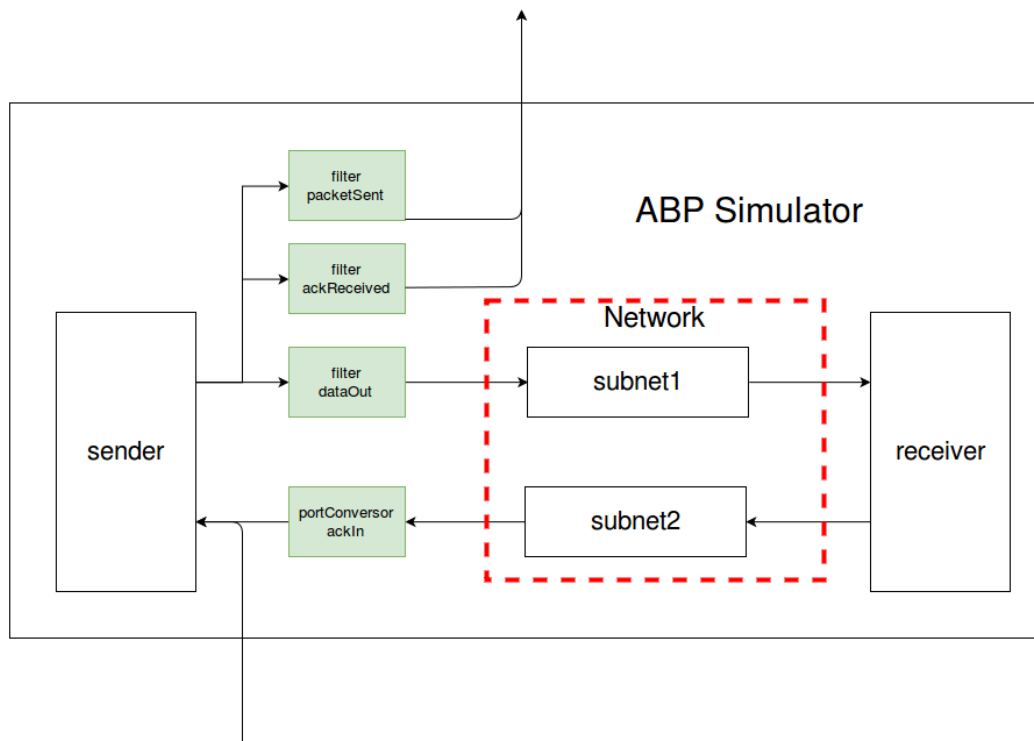 filter
packetSent
ABP Simulator
filter
ackReceived
Network
filter
dataOut
subnet1
sender
receiver
portConversor
ackIn
subnet2